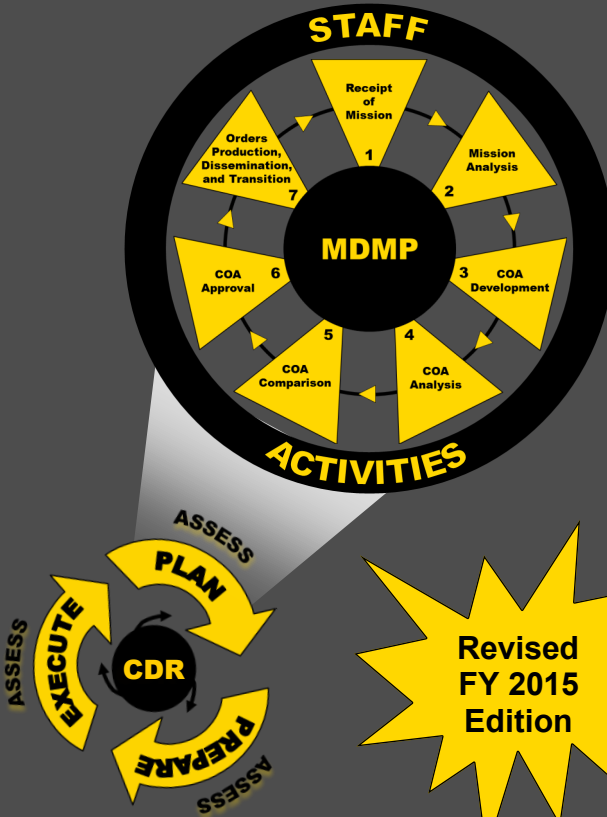 STAFF
Receipt
of
Mission
1
Mission
Analysis
2
3
COA
Development
4
COA
Analysis
5
COA
Comparison
6
COA
Approval
Orders
Production,
Dissemination,
and Transition
7
MDMP
ACTIVITIES
ASSESS
PLAN
ASSESS
EXECUTE
CDR
PREPARE
ASSESS
Revised
FY 2015
Edition